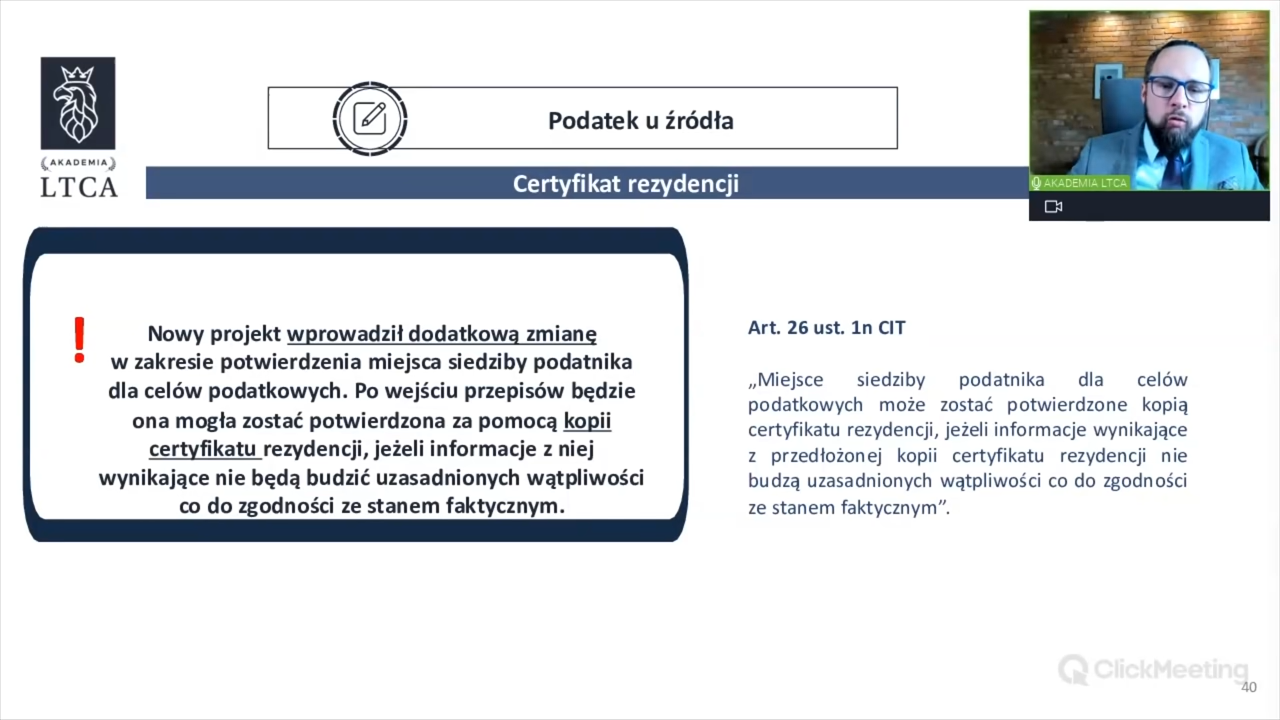 AKADEMIA
LTCA
Podatek u źródła
Certyfikat rezydencji
AKADEMIA LTCA
Nowy projekt wprowadził dodatkową zmianę
w zakresie potwierdzenia miejsca siedziby podatnika
dla celów podatkowych. Po wejściu przepisów będzie
ona mogła zostać potwierdzona za pomocą kopii
certyfikatu rezydencji, jeżeli informacje z niej
wynikające nie będą budzić uzasadnionych wątpliwości
co do zgodności ze stanem faktycznym.
Art. 26 ust. 1n CIT
„Miejsce siedziby podatnika dla celów
podatkowych może zostać potwierdzone kopią
certyfikatu rezydencji, jeżeli informacje wynikające
z przedłożonej kopii certyfikatu rezydencji nie
budzą uzasadnionych wątpliwości co do zgodności
ze stanem faktycznym”.
ClickMeeting
40